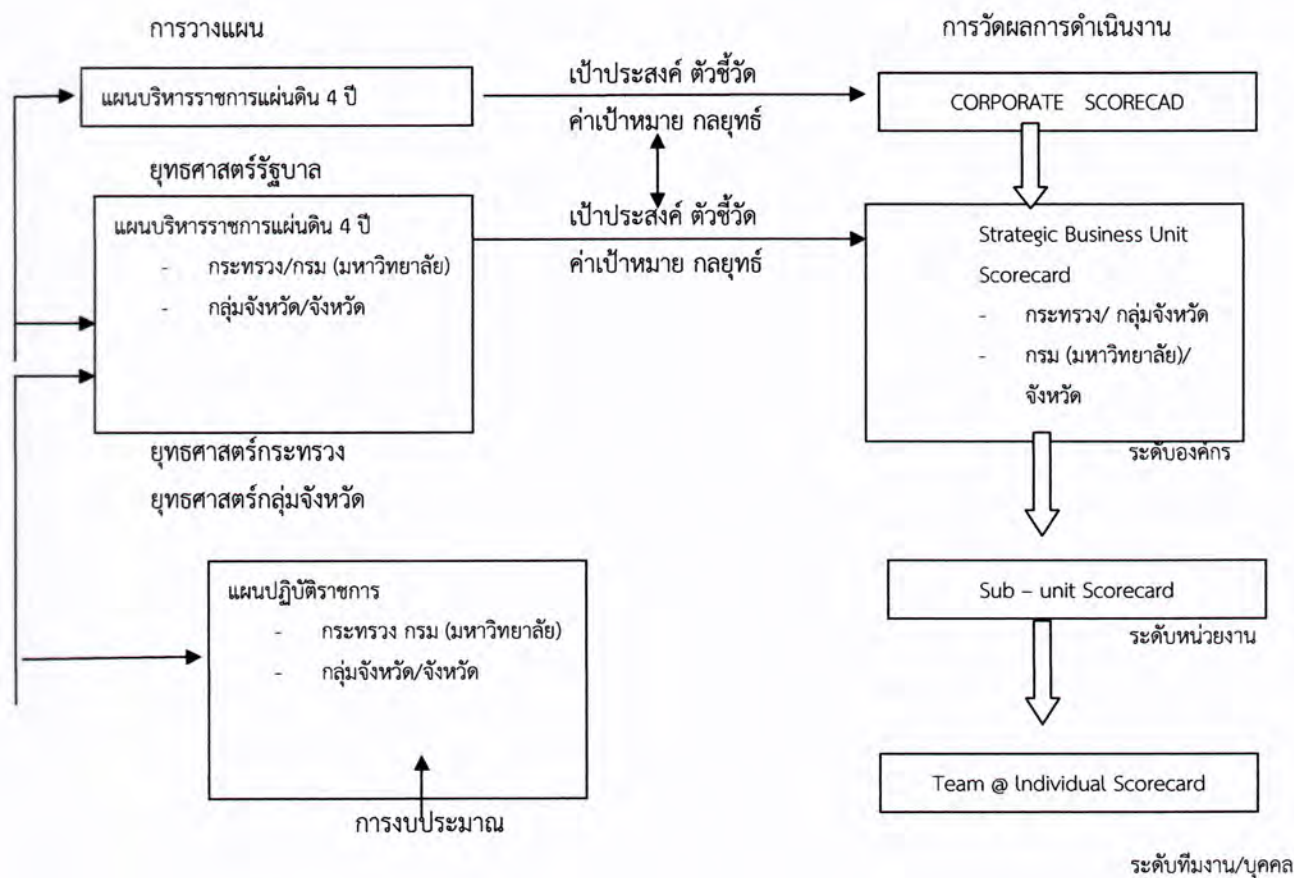 การวางแผน
การวัดผลการดำเนินงาน
แผนบริหารราชการแผ่นดิน 4 ปี
เป้าประสงค์ ตัวชี้วัด
ค่าเป้าหมาย กลยุทธ์
CORPORATE SCORECAD
ยุทธศาสตร์รัฐบาล
แผนบริหารราชการแผ่นดิน 4 ปี
- กระทรวง/กรม (มหาวิทยาลัย)
- กลุ่มจังหวัด/จังหวัด
เป้าประสงค์ ตัวชี้วัด
ค่าเป้าหมาย กลยุทธ์
Strategic Business Unit
Scorecard
- กระทรวง/ กลุ่มจังหวัด
- กรม (มหาวิทยาลัย)/
จังหวัด
ยุทธศาสตร์กระทรวง
ยุทธศาสตร์กลุ่มจังหวัด
ระดับองค์กร
แผนปฏิบัติราชการ
- กระทรวง กรม (มหาวิทยาลัย)
- กลุ่มจังหวัด/จังหวัด
Sub – unit Scorecard
ระดับหน่วยงาน
Team @ Individual Scorecard
การงบประมาณ
ระดับทีมงาน/บุคคล